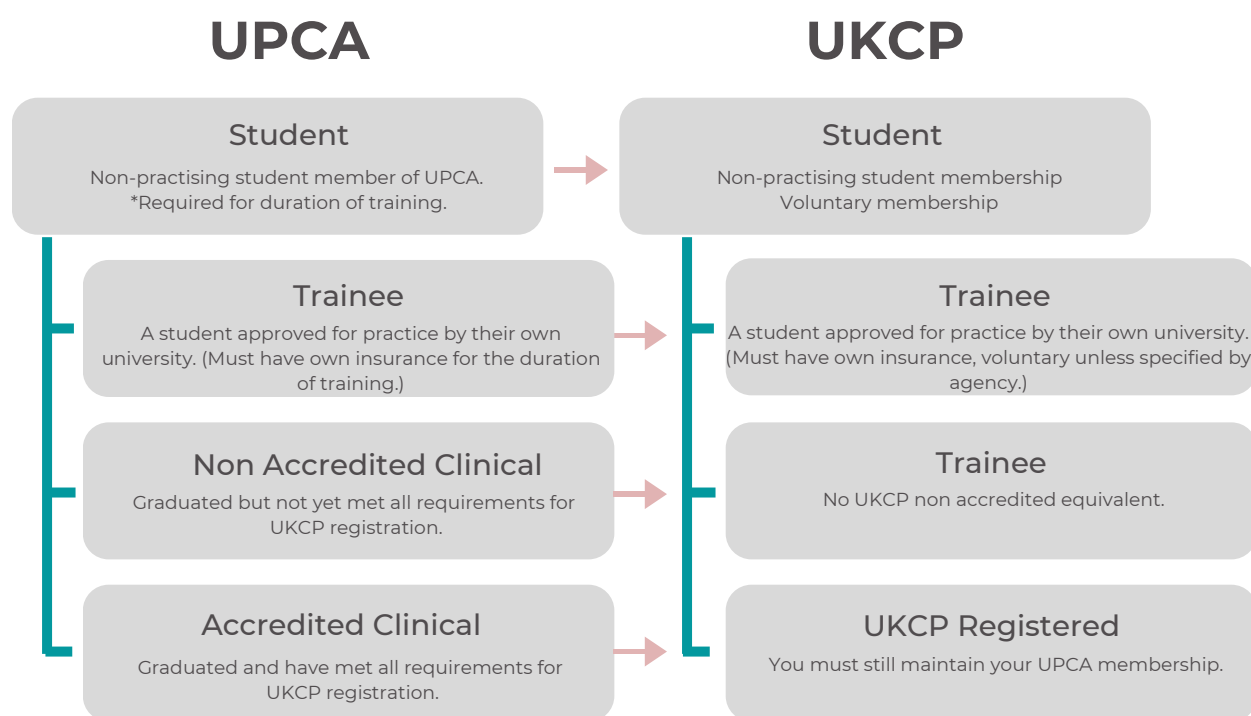 UPCA
UKCP
Student
Non-practising student member of UPCA.
*Required for duration of training.
Student
Non-practising student membership
Voluntary membership
Trainee
A student approved for practice by their own
university. (Must have own insurance for the duration
of training.)
Trainee
A student approved for practice by their own university.
(Must have own insurance, voluntary unless specified by
agency.)
Non Accredited Clinical
Graduated but not yet met all requirements for
UKCP registration.
Trainee
No UKCP non accredited equivalent.
Accredited Clinical
Graduated and have met all requirements for
UKCP registration.
UKCP Registered
You must still maintain your UPCA membership.